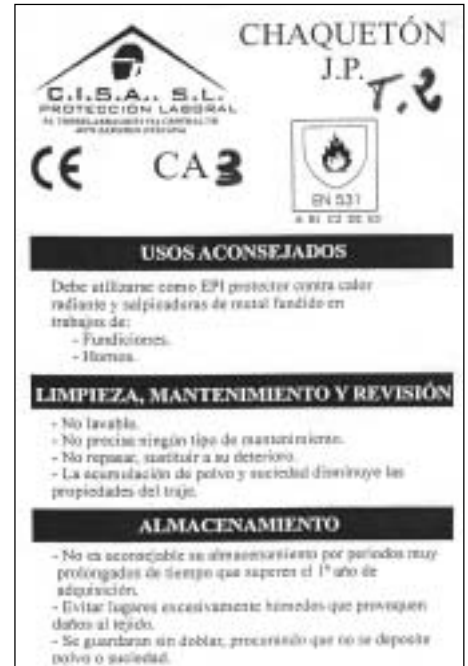 CHAQUETÓN
J.P.
T.2
C.I.S.A., S.L.
PROTECCIÓN LABORAL
CE CA 3
EN 531
USOS ACONSEJADOS
Debe utilizarse como EPI protector contra calor
radiante y salpicaduras de metal fundido en
trabajos de:
- Fundiciones.
- Hornos.
LIMPIEZA, MANTENIMIENTO Y REVISIÓN
- No lavable.
- No precisa ningún tipo de mantenimiento.
- No repasar, sustituir a su deterioro.
- La acumulación de polvo y suciedad disminuye las
propiedades del traje.
ALMACENAMIENTO
- No es aconsejable su almacenamiento por periodos muy
prolongados de tiempo que superen el 1º año de
adquisición.
- Evitar lugares excesivamente húmedos que provoquen
daños al tejido.
- Se guardaran sin doblar, procurando que no se deposite
polvo o suciedad.